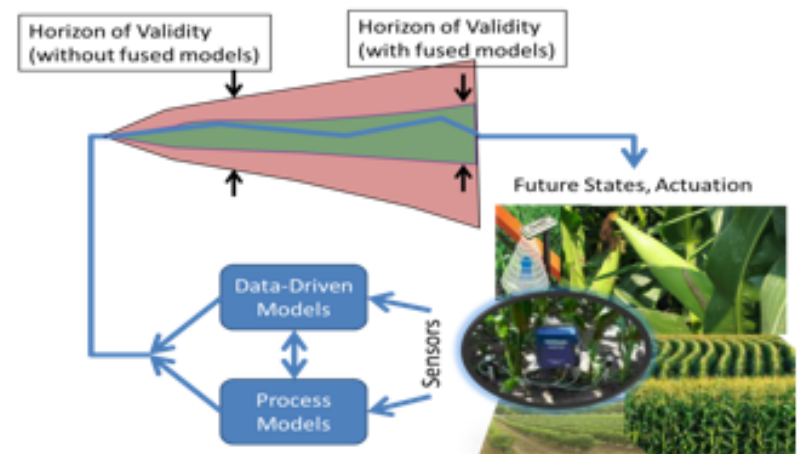 Horizon of Validity
(without fused models)
Horizon of Validity
(with fused models)
Future States, Actuation
Data-Driven
Models
Sensors
Process
Models